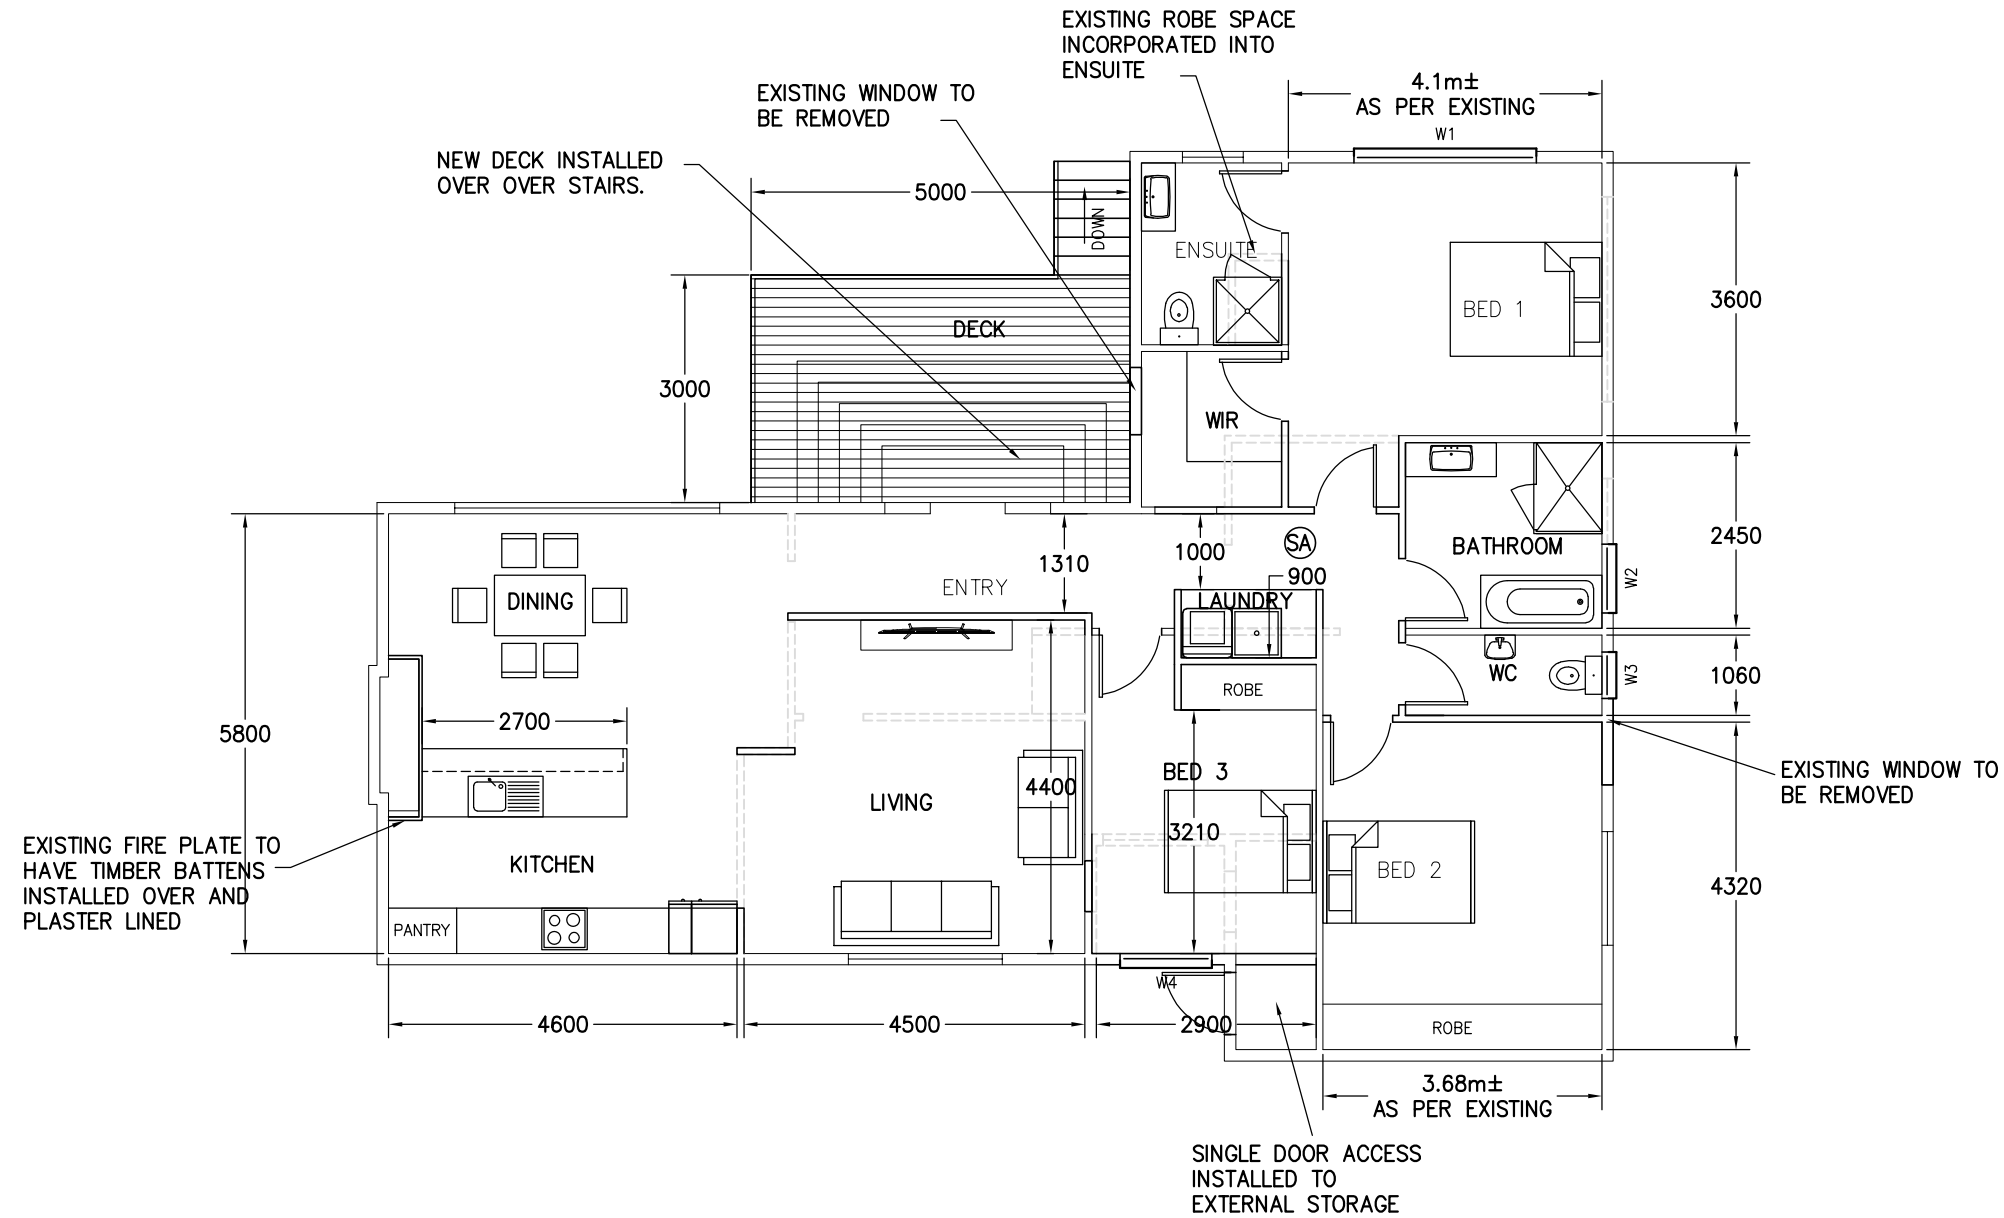 EXISTING ROBE SPACE
INCORPORATED INTO
ENSUITE
4.1m±
AS PER EXISTING
W1
EXISTING WINDOW TO
BE REMOVED
NEW DECK INSTALLED
OVER OVER STAIRS.
5000
DOWN
ENSUITE
BED 1
3600
DECK
3000
WIR
2450
BATHROOM
W2
SA
1000
1310
900
ENTRY
LAUNDRY
DINING
WC
W3
1060
ROBE
2700
5800
BED 3
EXISTING WINDOW TO
BE REMOVED
4400
LIVING
3210
EXISTING FIRE PLATE TO
HAVE TIMBER BATTENS
INSTALLED OVER AND
PLASTER LINED
KITCHEN
BED 2
4320
PANTRY
W4
4600
4500
2900
ROBE
3.68m±
AS PER EXISTING
SINGLE DOOR ACCESS
INSTALLED TO
EXTERNAL STORAGE